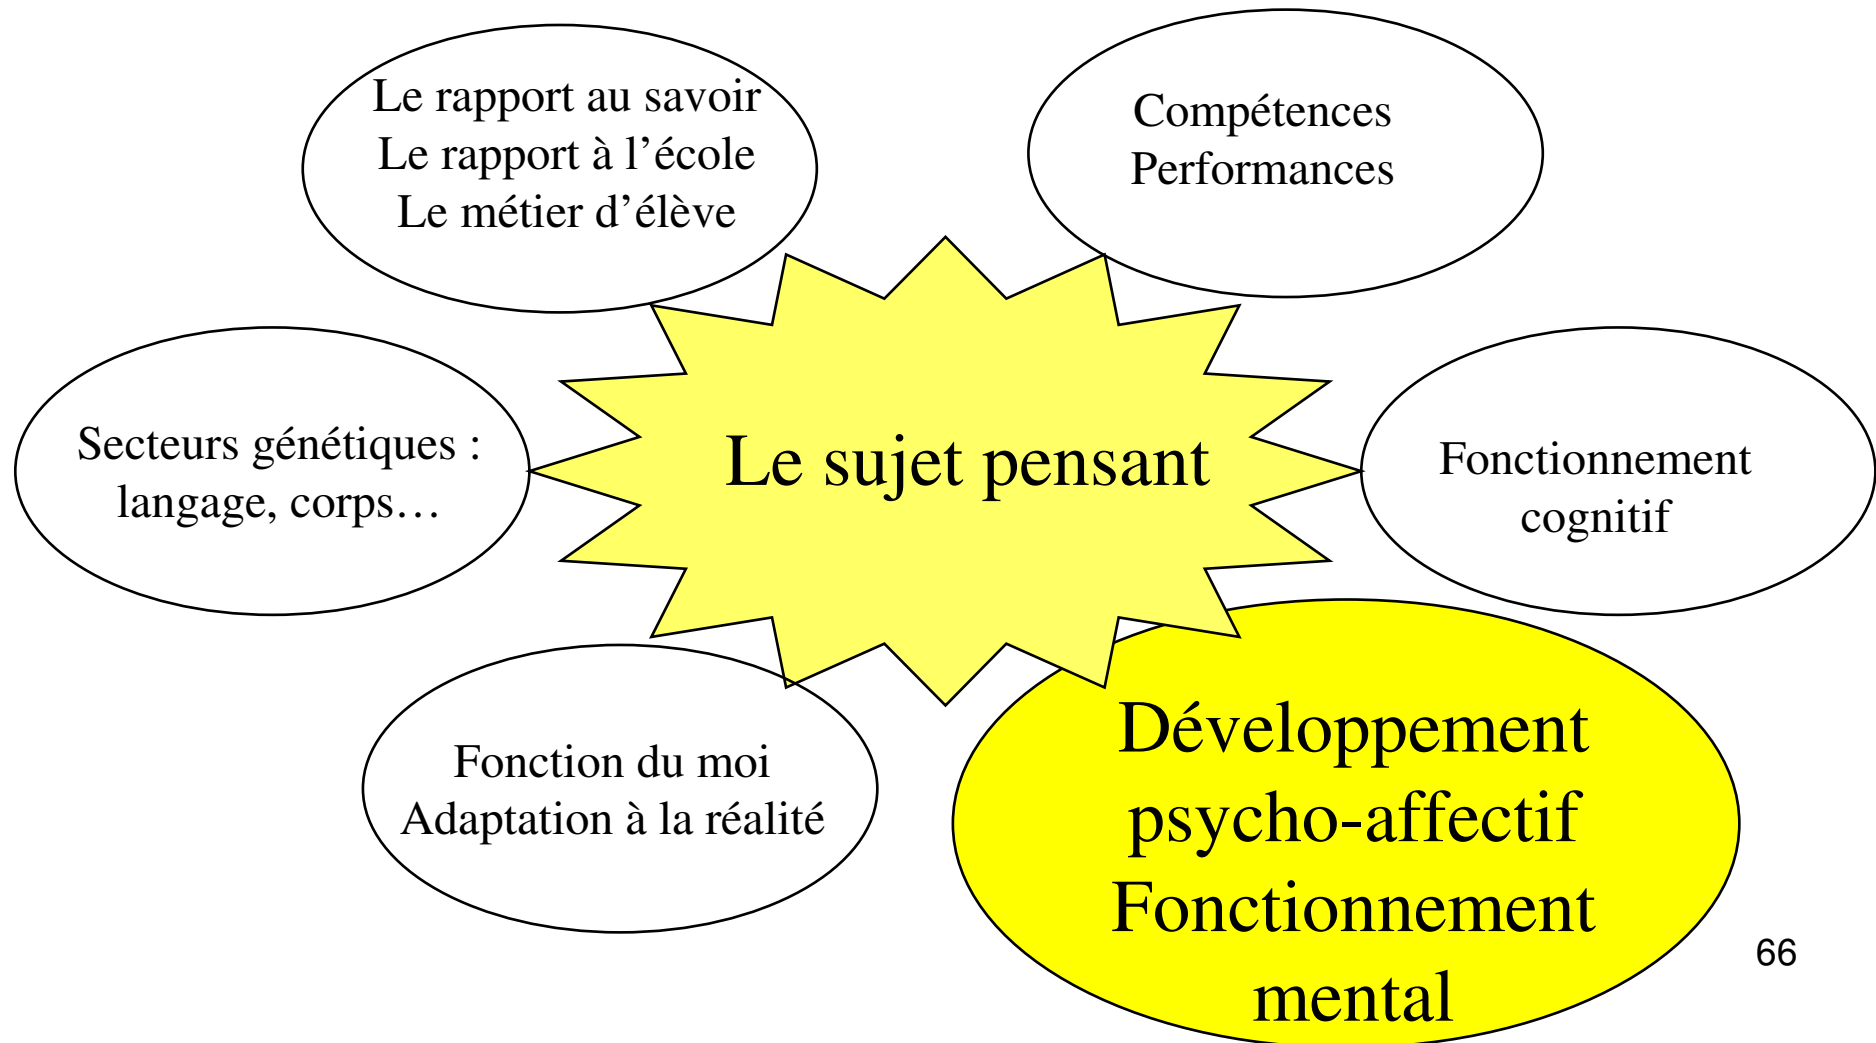 Le rapport au savoir
Le rapport à l’école
Le métier d’élève
Compétences
Performances
Secteurs génétiques :
langage, corps…
Le sujet pensant
Fonctionnement
cognitif
Fonction du moi
Adaptation à la réalité
Développement
psycho-affectif
Fonctionnement
mental
66